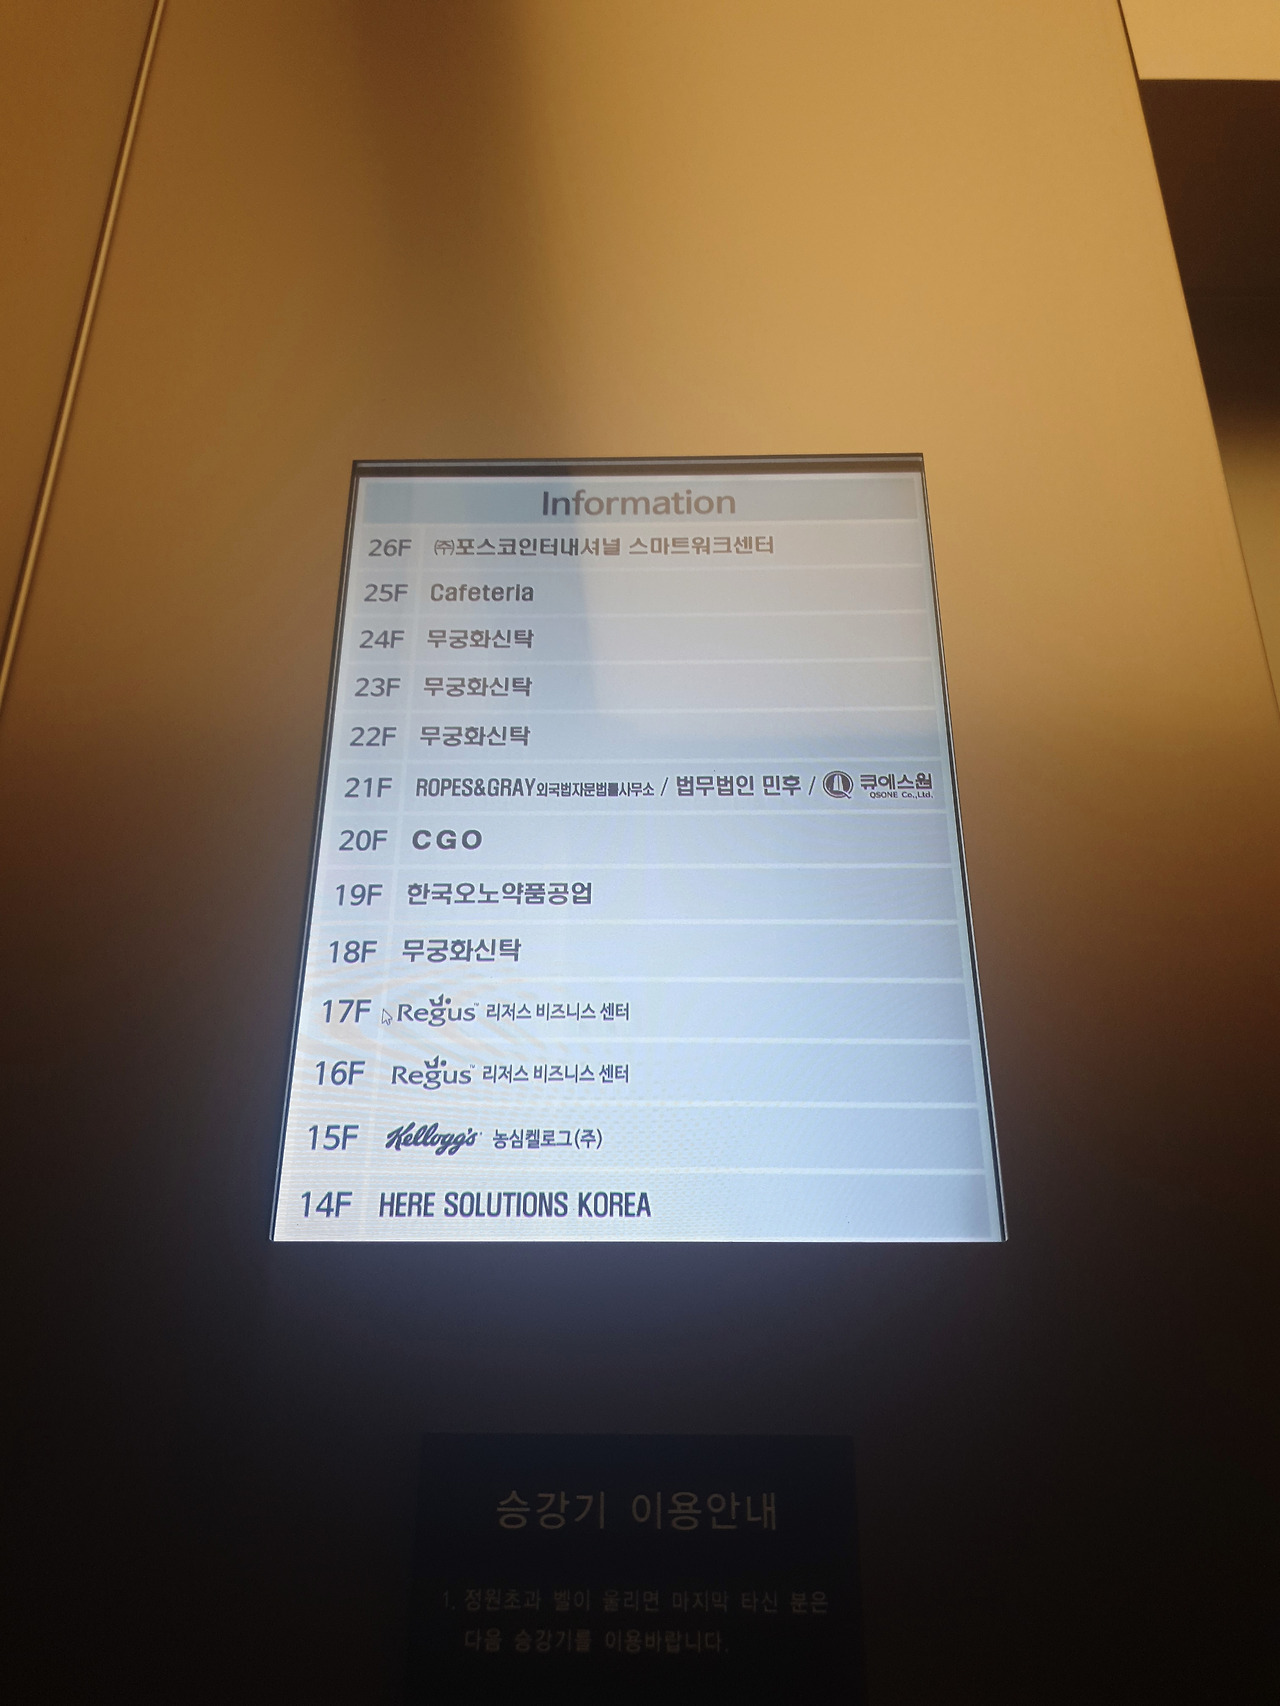 Information
26F ㈜포스코인터내셔널 스마트워크센터
25F Cafeteria
24F 무궁화신탁
23F 무궁화신탁
22F 무궁화신탁
21F ROPES&GRAY외국법자문법률사무소 / 법무법인 민후 / 큐에스원
QSONE Co.,Ltd.
20F CGO
19F 한국오노약품공업
18F 무궁화신탁
17F Regus™ 리저스 비즈니스 센터
16F Regus™ 리저스 비즈니스 센터
15F Kellogg's 농심켈로그(주)
14F HERE SOLUTIONS KOREA
승강기 이용안내
1. 정원초과 벨이 울리면 마지막 타신 분은
다음 승강기를 이용바랍니다.